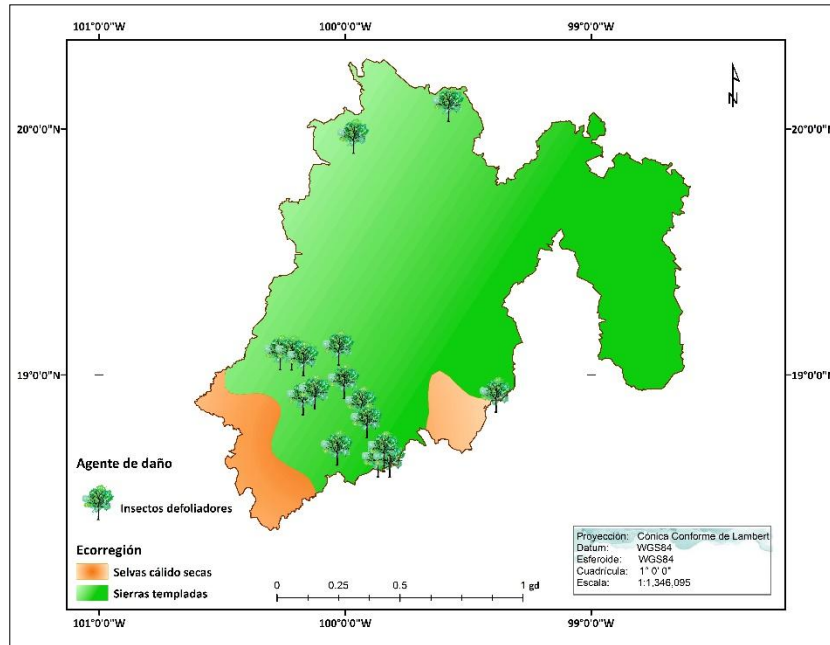 101°0'0"W 100°0'0"W 99°0'0"W
N
20°0'0"N 20°0'0"N
19°0'0"N 19°0'0"N
Agente de daño
Insectos defoliadores
Ecorregión
Selvas cálido secas
Sierras templadas
0 0.25 0.5 1 gd
Proyección: Cónica Conforme de Lambert
Datum: WGS84
Esferoide: WGS84
Cuadrícula: 1° 0' 0"
Escala: 1:1,346,095
101°0'0"W 100°0'0"W 99°0'0"W